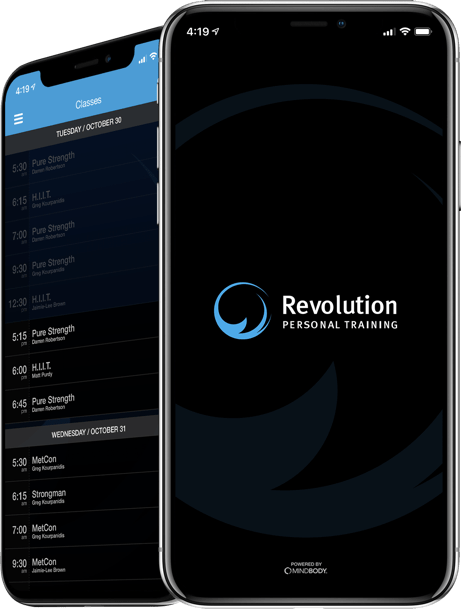 4:19
Classes
TUESDAY / OCTOBER 30
5:30 am Pure Strength
Darren Robertson
6:15 am H.I.I.T.
Greg Kourpanidis
7:00 am Pure Strength
Darren Robertson
9:30 am Pure Strength
Greg Kourpanidis
12:30 pm H.I.I.T.
Jaimie-Lee Brown
5:15 pm Pure Strength
Darren Robertson
6:00 pm H.I.I.T.
Matt Purdy
6:45 pm Pure Strength
Darren Robertson
WEDNESDAY / OCTOBER 31
5:30 am MetCon
Greg Kourpanidis
6:15 am Strongman
Greg Kourpanidis
7:00 am MetCon
Greg Kourpanidis
9:30 am MetCon
Jaimie-Lee Brown
4:19
Revolution
PERSONAL TRAINING
POWERED BY
MINDBODY.